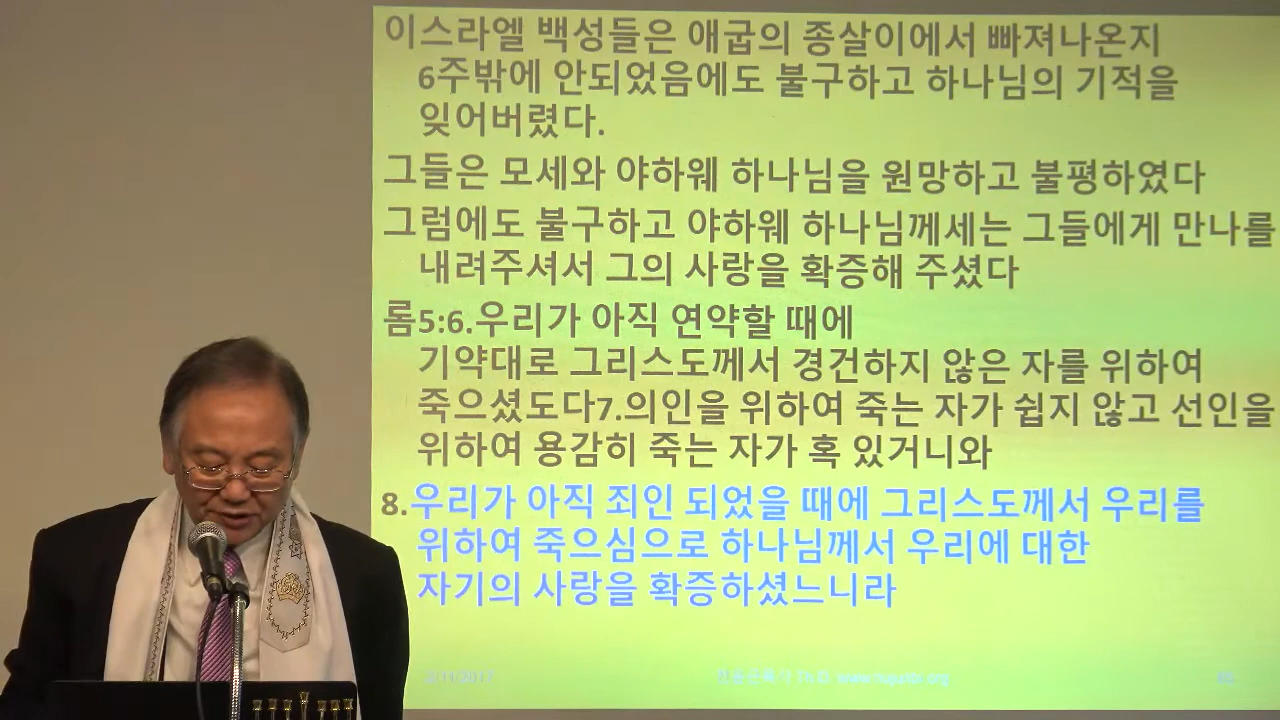 이스라엘 백성들은 애굽의 종살이에서 빠져나온지
6주밖에 안되었음에도 불구하고 하나님의 기적을
잊어버렸다.
그들은 모세와 야하웨 하나님을 원망하고 불평하였다
그럼에도 불구하고 야하웨 하나님께세는 그들에게 만나를
내려주셔서 그의 사랑을 확증해 주셨다
롬5:6.우리가 아직 연약할 때에
기약대로 그리스도께서 경건하지 않은 자를 위하여
죽으셨도다7.의인을 위하여 죽는 자가 쉽지 않고 선인을
위하여 용감히 죽는 자가 혹 있거니와
8.우리가 아직 죄인 되었을 때에 그리스도께서 우리를
위하여 죽으심으로 하나님께서 우리에 대한
자기의 사랑을 확증하셨느니라
2/11/2017 Th.D.